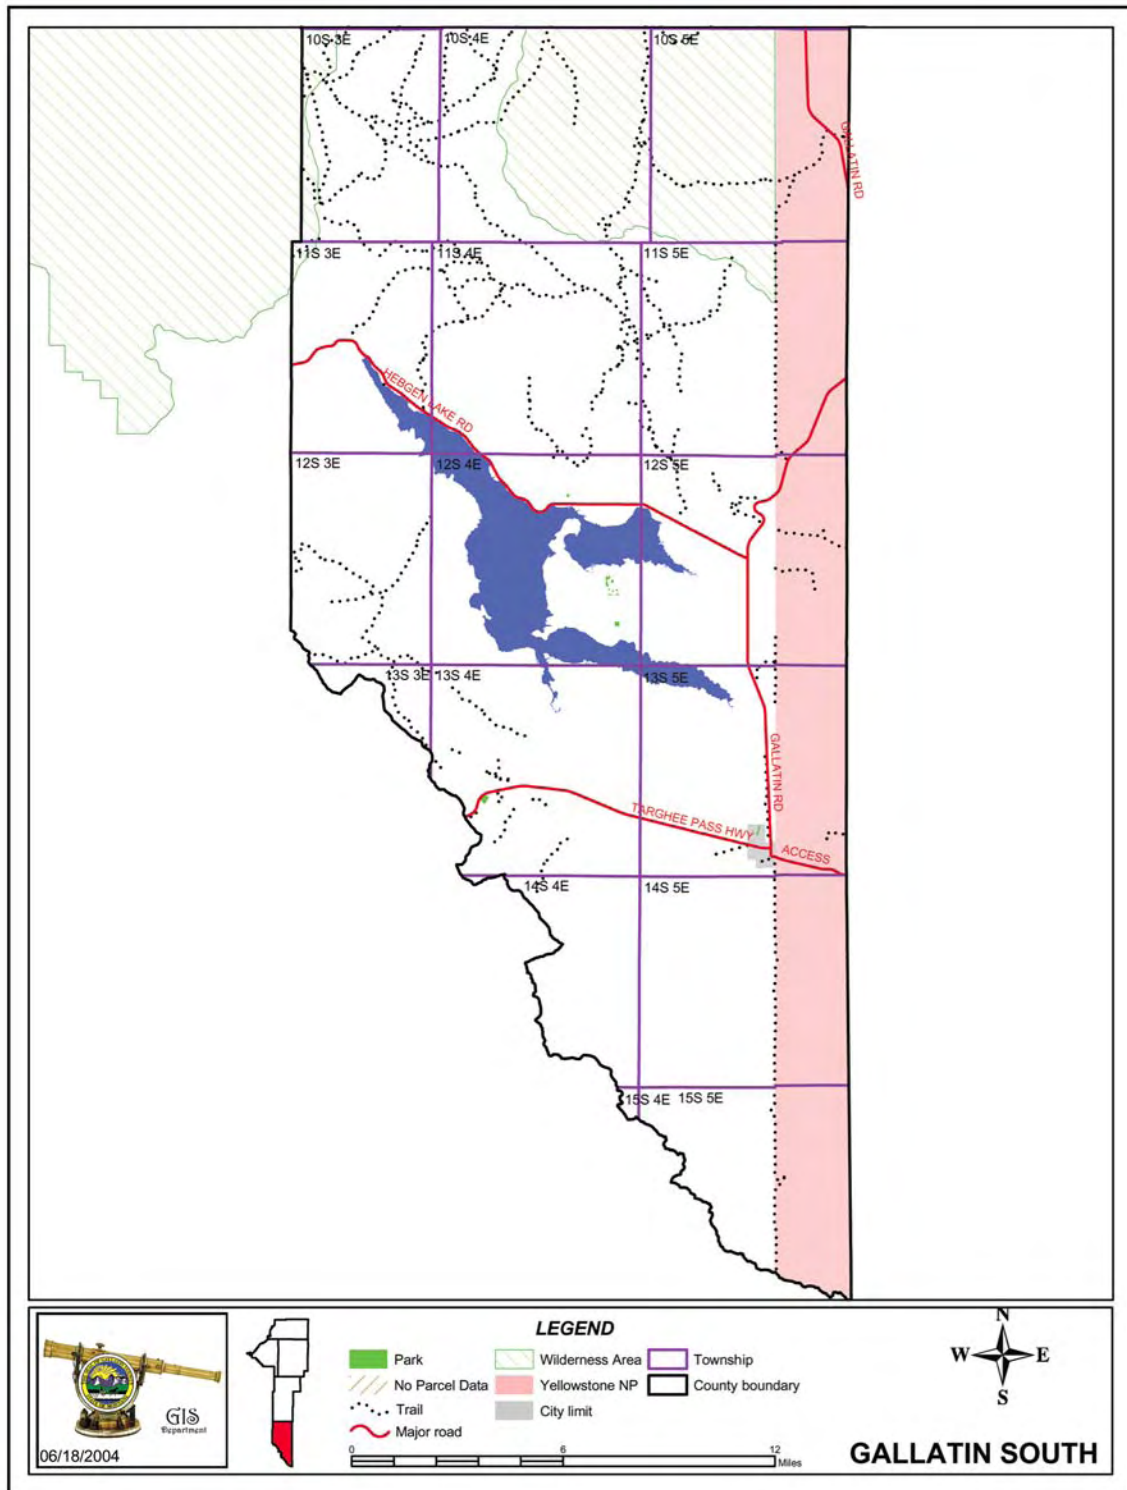 10S 3E
10S 4E
10S 5E
GALLATIN RD
11S 3E
11S 4E
11S 5E
HEBGEN LAKE RD
12S 3E
12S 4E
12S 5E
13S 3E
13S 4E
13S 5E
GALLATIN RD
TARGHEE PASS HWY
ACCESS
14S 4E
14S 5E
15S 4E
15S 5E
GIS
Department
06/18/2004
LEGEND
Park
No Parcel Data
Trail
Major road
Wilderness Area
Yellowstone NP
City limit
Township
County boundary
0
6
12
Miles
N
W
E
S
GALLATIN SOUTH